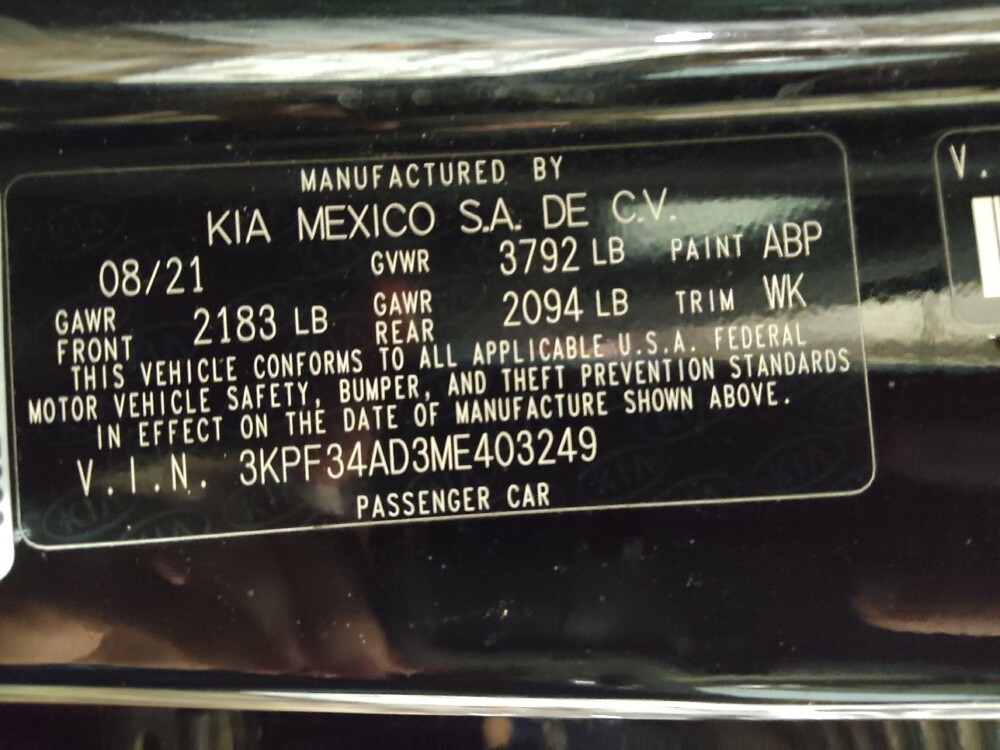 MANUFACTURED BY
KIA MEXICO S.A. DE C.V.
08/21 GVWR 3792 LB PAINT ABP
GAWR FRONT 2183 LB GAWR REAR 2094 LB TRIM WK
THIS VEHICLE CONFORMS TO ALL APPLICABLE U.S.A. FEDERAL
MOTOR VEHICLE SAFETY, BUMPER, AND THEFT PREVENTION STANDARDS
IN EFFECT ON THE DATE OF MANUFACTURE SHOWN ABOVE.
V.I.N. 3KPF34AD3ME403249
PASSENGER CAR
V.